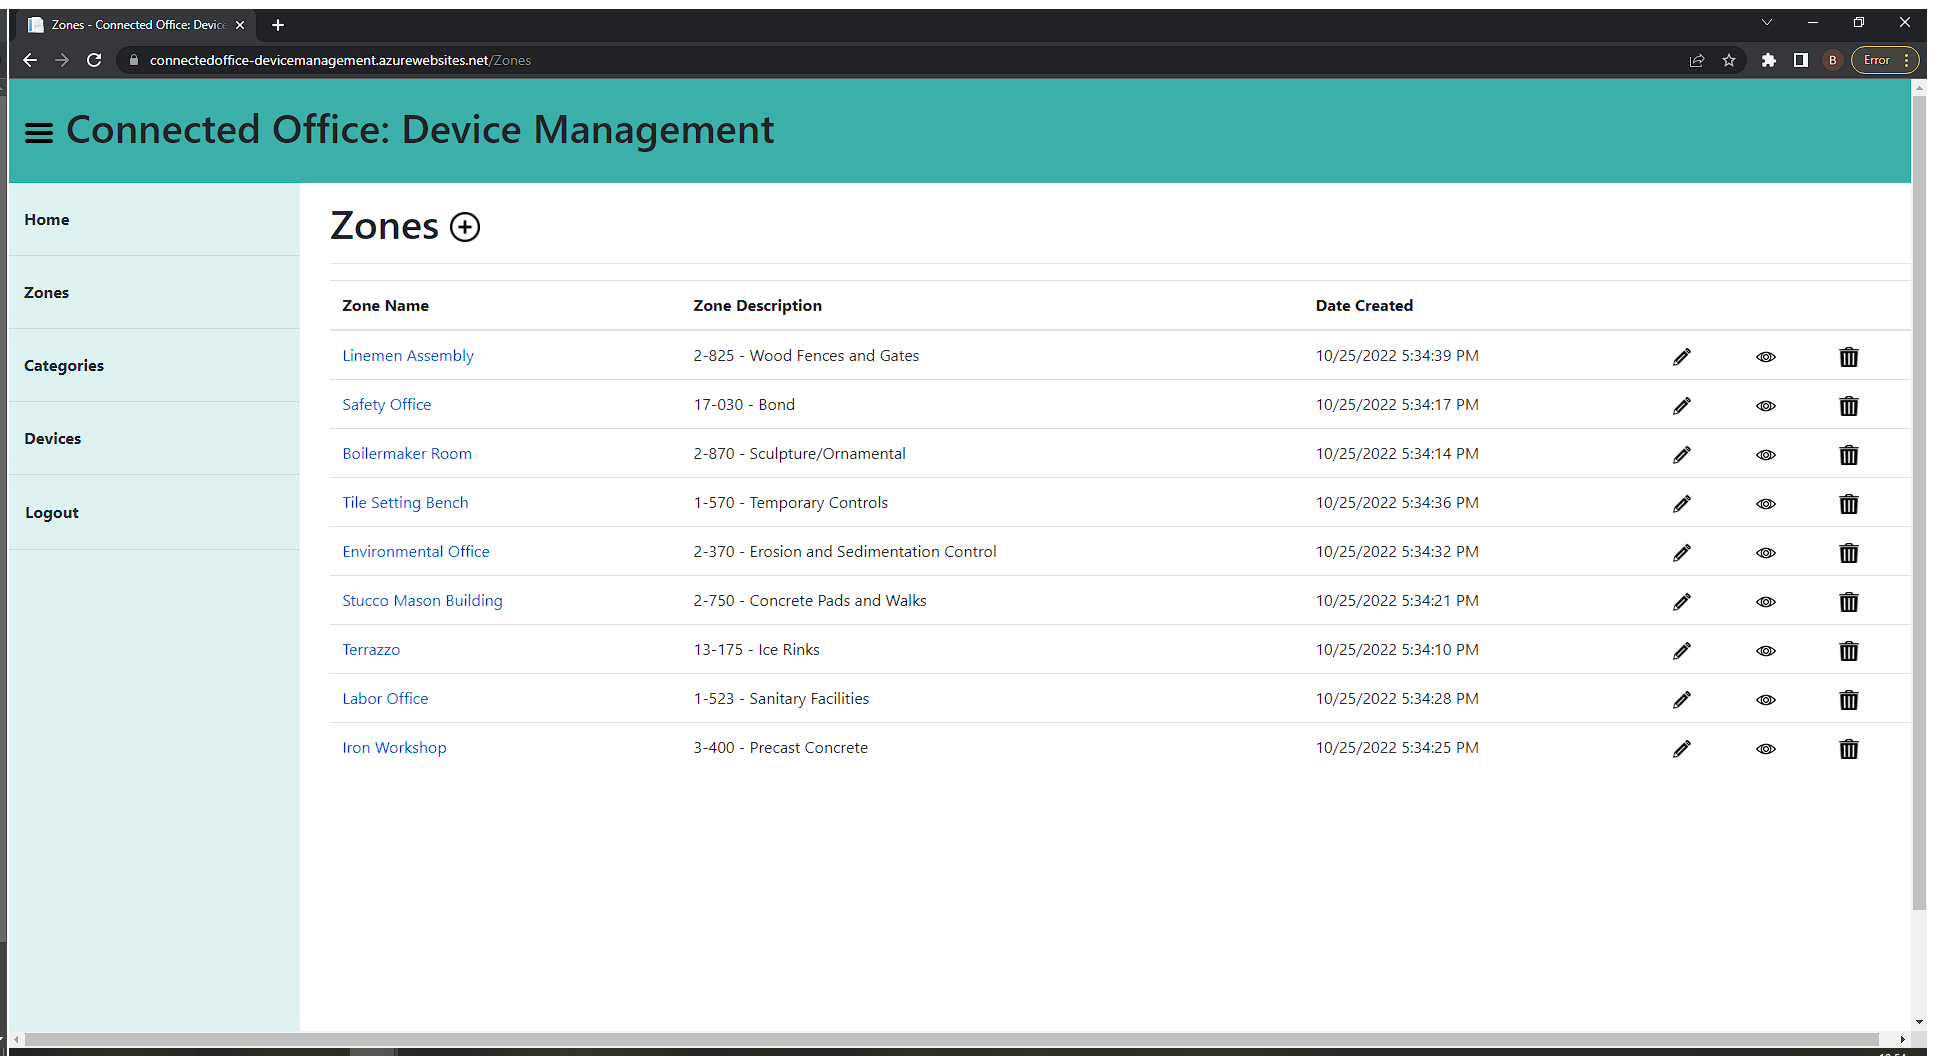 Zones - Connected Office: Device
connectedoffice-devicemanagement.azurewebsites.net/Zones
B
Error
Connected Office: Device Management
Home
Zones
Categories
Devices
Logout
Zones
Zone Name Zone Description Date Created
Linemen Assembly 2-825 - Wood Fences and Gates 10/25/2022 5:34:39 PM
Safety Office 17-030 - Bond 10/25/2022 5:34:17 PM
Boilermaker Room 2-870 - Sculpture/Ornamental 10/25/2022 5:34:14 PM
Tile Setting Bench 1-570 - Temporary Controls 10/25/2022 5:34:36 PM
Environmental Office 2-370 - Erosion and Sedimentation Control 10/25/2022 5:34:32 PM
Stucco Mason Building 2-750 - Concrete Pads and Walks 10/25/2022 5:34:21 PM
Terrazzo 13-175 - Ice Rinks 10/25/2022 5:34:10 PM
Labor Office 1-523 - Sanitary Facilities 10/25/2022 5:34:28 PM
Iron Workshop 3-400 - Precast Concrete 10/25/2022 5:34:25 PM